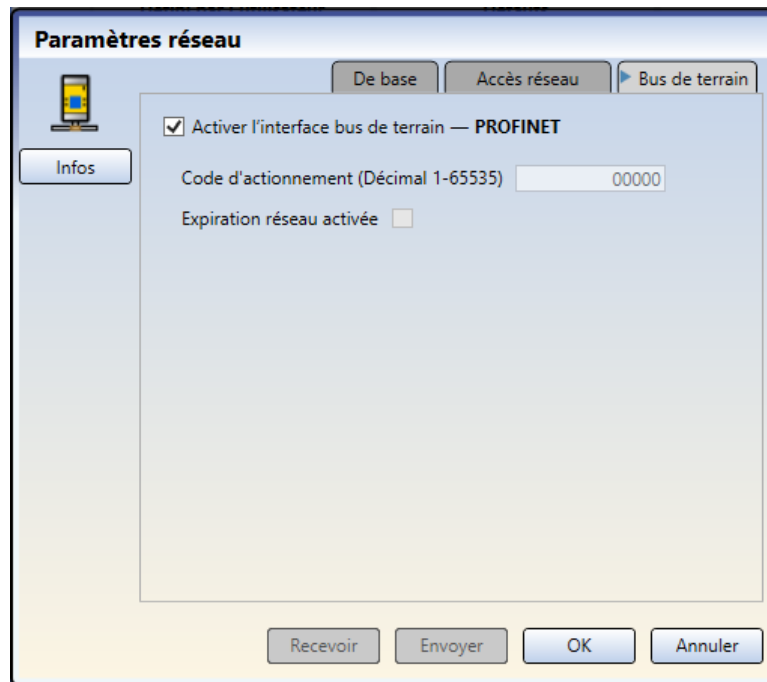 Paramètres réseau
De base
Accès réseau
Bus de terrain
Activer l'interface bus de terrain — PROFINET
Infos
Code d'actionnement (Décimal 1-65535)
00000
Expiration réseau activée
Recevoir
Envoyer
OK
Annuler